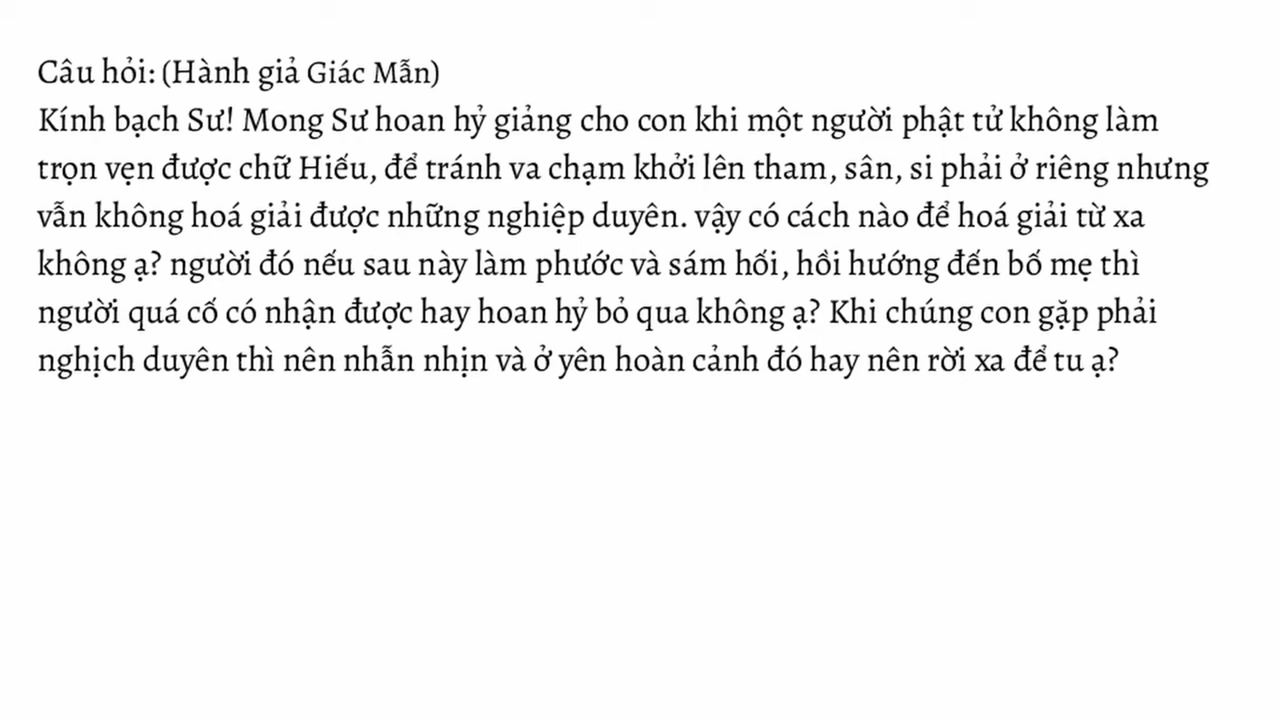 Câu hỏi: (Hành giả Giác Mẫn)
Kính bạch Sư! Mong Sư hoan hỷ giảng cho con khi một người phật tử không làm
trọn vẹn được chữ Hiếu, để tránh va chạm khởi lên tham, sân, si phải ở riêng nhưng
vẫn không hoá giải được những nghiệp duyên. vậy có cách nào để hoá giải từ xa
không ạ? người đó nếu sau này làm phước và sám hối, hồi hướng đến bố mẹ thì
người quá cố có nhận được hay hoan hỷ bỏ qua không ạ? Khi chúng con gặp phải
nghịch duyên thì nên nhẫn nhịn và ở yên hoàn cảnh đó hay nên rời xa để tu ạ?